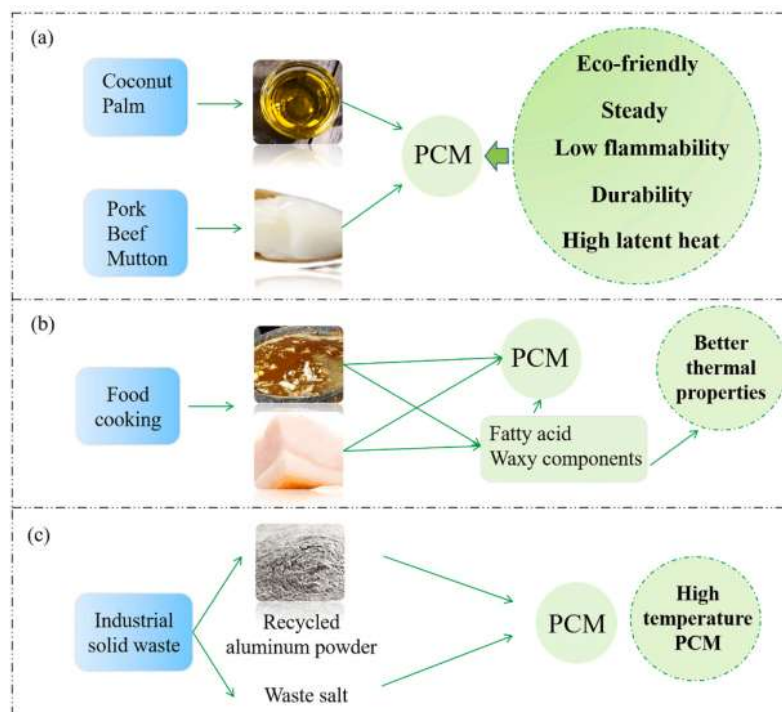 (a)
Coconut
Palm
Pork
Beef
Mutton
PCM
Eco-friendly
Steady
Low flammability
Durability
High latent heat
(b)
Food
cooking
PCM
Fatty acid
Waxy components
Better
thermal
properties
(c)
Industrial
solid waste
Recycled
aluminum powder
Waste salt
PCM
High
temperature
PCM